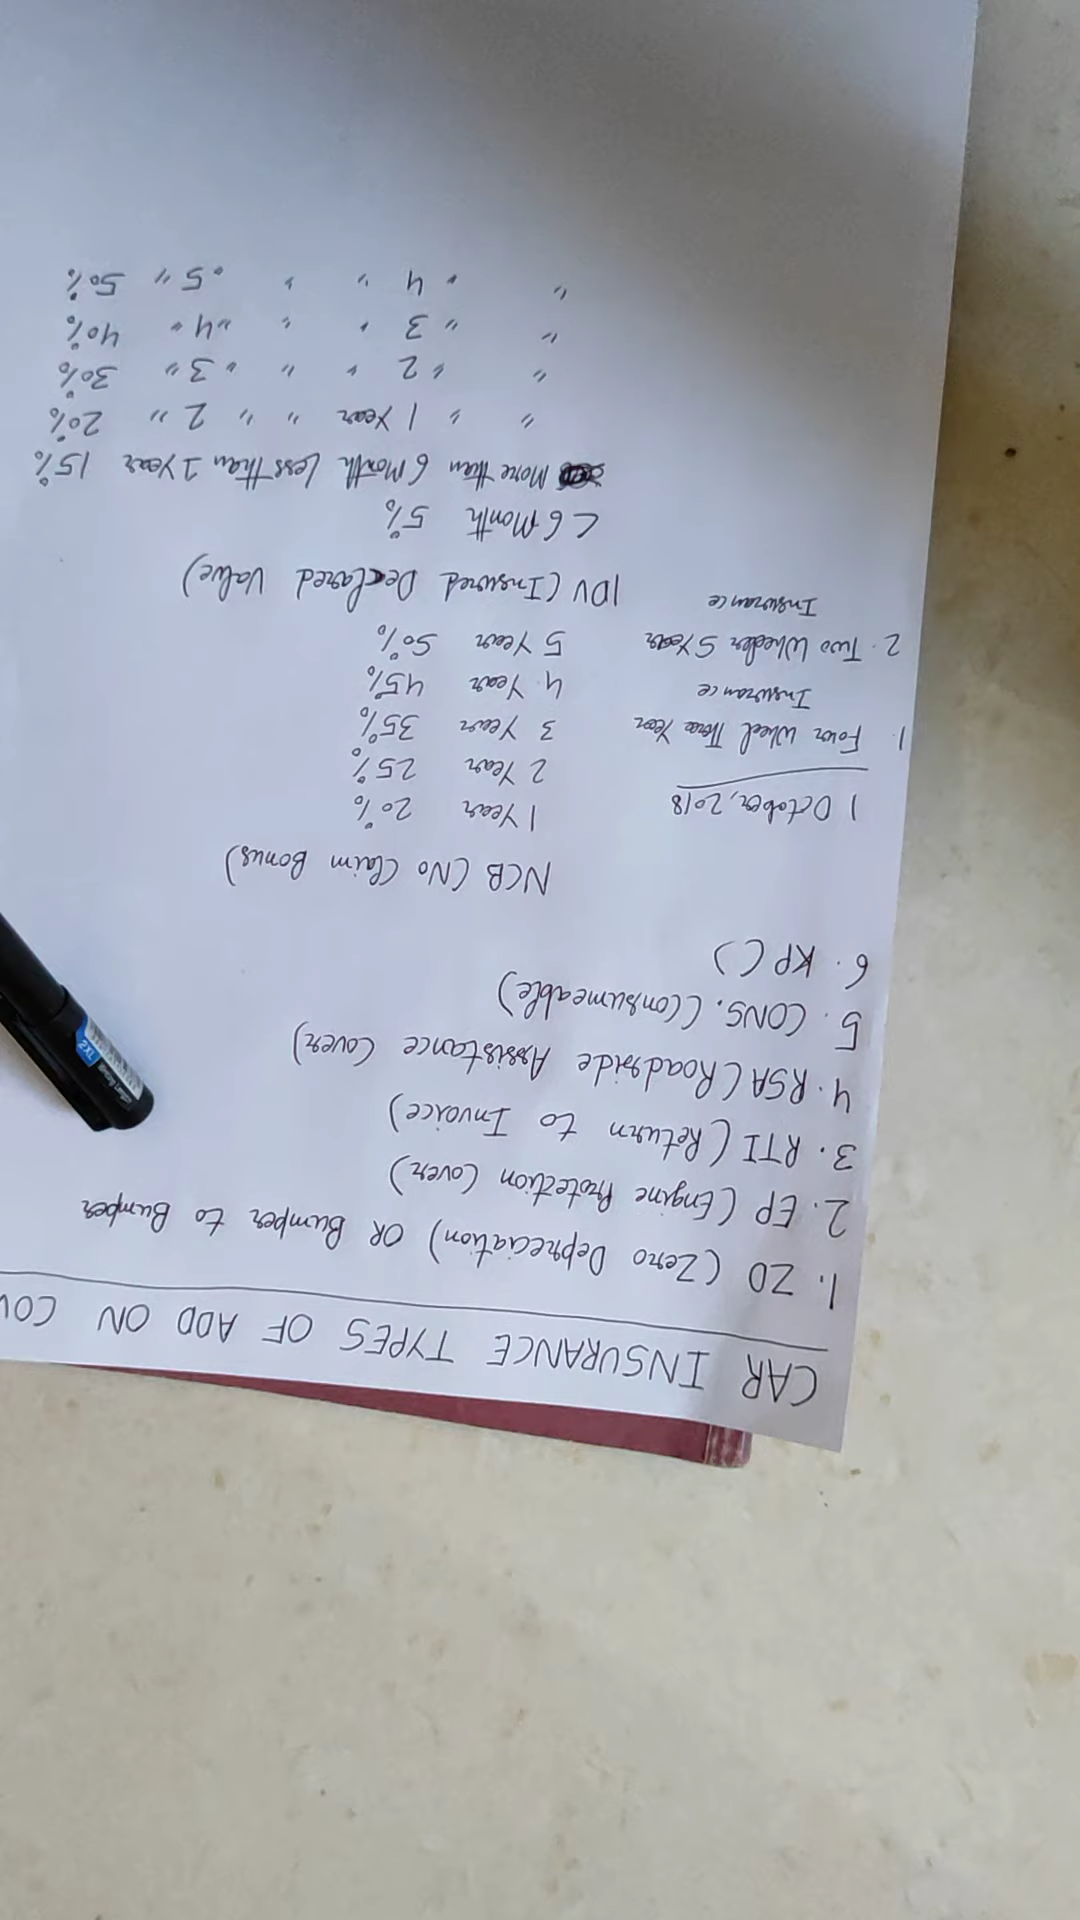 CAR INSURANCE TYPES OF ADD ON COV
1. ZD (Zero Depreciation) OR Bumper to Bumper
2. EP (Engine Protection Cover)
3. RTI (Return to Invoice)
4. RSA (Roadside Assistance Cover)
5. CONS. (Consumeable)
6. KP ( )
NCB (No Claim Bonus)
1 Year 20%
2 Year 25%
3 Year 35%
4 Year 45%
5 Year 50%
1 October, 2018
1. Four Wheel Three Year
Insurance
2. Two Wheeler 5 Year
Insurance
IDV (Insured Declared Value)
< 6 Month 5%
More than 6 Month Less than 1 Year 15%
" " 1 Year " " 2 " 20%
" " 2 " " " 3 " 30%
" " 3 " " " 4 " 40%
" " 4 " " " 5 " 50%
2XL